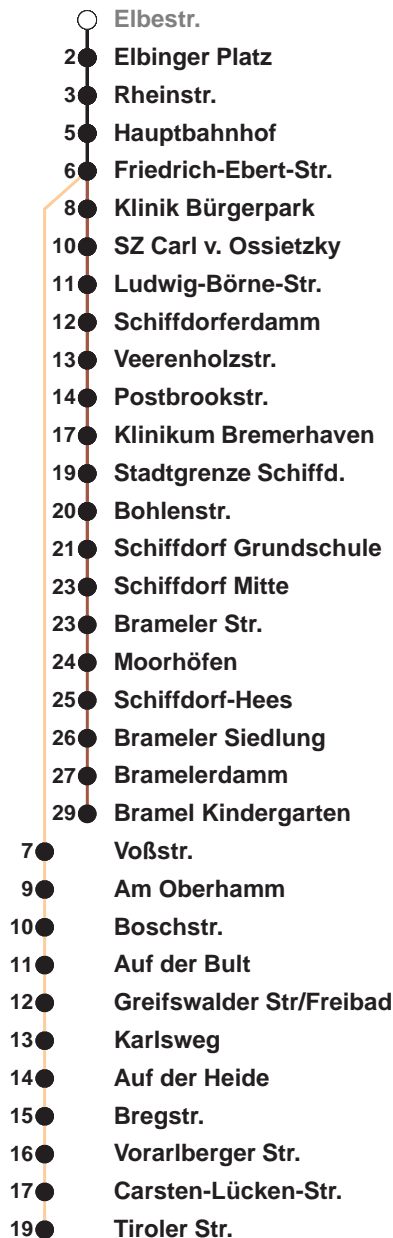 Elbestr.
2 Elbinger Platz
3 Rheinstr.
5 Hauptbahnhof
6 Friedrich-Ebert-Str.
8 Klinik Bürgerpark
10 SZ Carl v. Ossietzky
11 Ludwig-Börne-Str.
12 Schiffdorferdamm
13 Veerenholzstr.
14 Postbrookstr.
17 Klinikum Bremerhaven
19 Stadtgrenze Schiffd.
20 Bohlenstr.
21 Schiffdorf Grundschule
23 Schiffdorf Mitte
23 Brameler Str.
24 Moorhöfen
25 Schiffdorf-Hees
26 Brameler Siedlung
27 Bramelerdamm
29 Bramel Kindergarten
7 Voßstr.
9 Am Oberhamm
10 Boschstr.
11 Auf der Bult
12 Greifswalder Str/Freibad
13 Karlsweg
14 Auf der Heide
15 Bregstr.
16 Vorarlberger Str.
17 Carsten-Lücken-Str.
19 Tiroler Str.